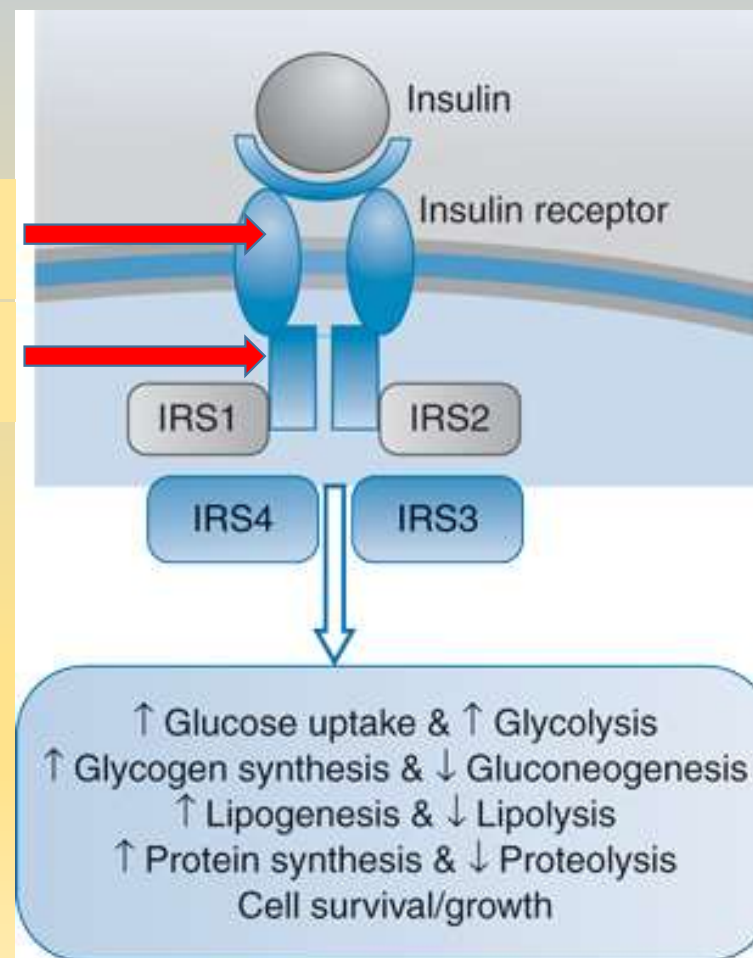 Insulin
Insulin receptor
IRS1
IRS2
IRS4
IRS3
↑ Glucose uptake & ↑ Glycolysis
↑ Glycogen synthesis & ↓ Gluconeogenesis
↑ Lipogenesis & ↓ Lipolysis
↑ Protein synthesis & ↓ Proteolysis
Cell survival/growth